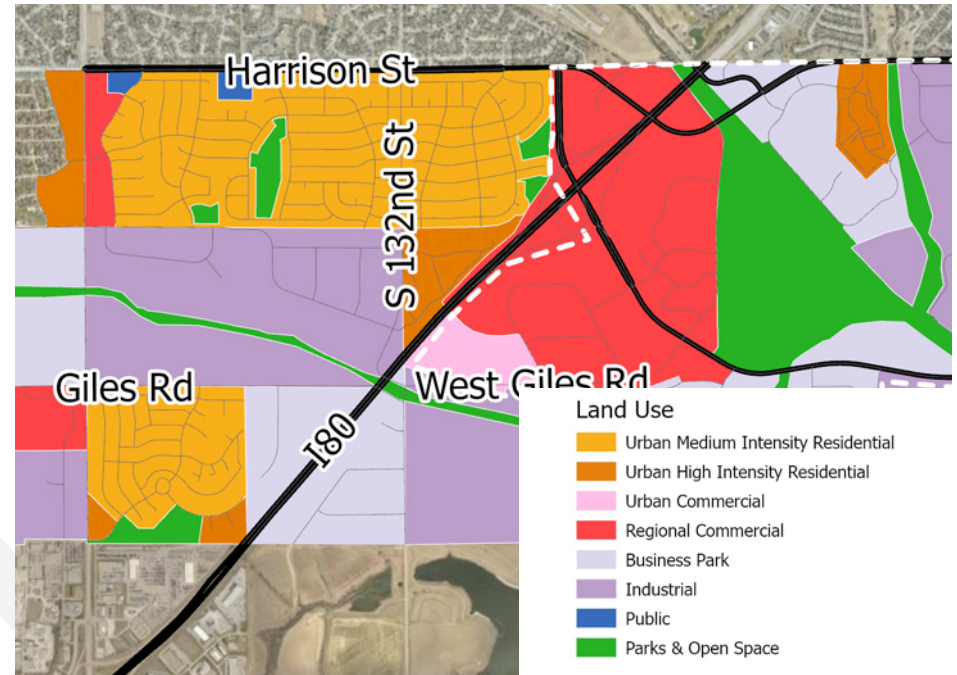 Harrison St
S 132nd St
Giles Rd
West Giles Rd
I80
Land Use
Urban Medium Intensity Residential
Urban High Intensity Residential
Urban Commercial
Regional Commercial
Business Park
Industrial
Public
Parks & Open Space